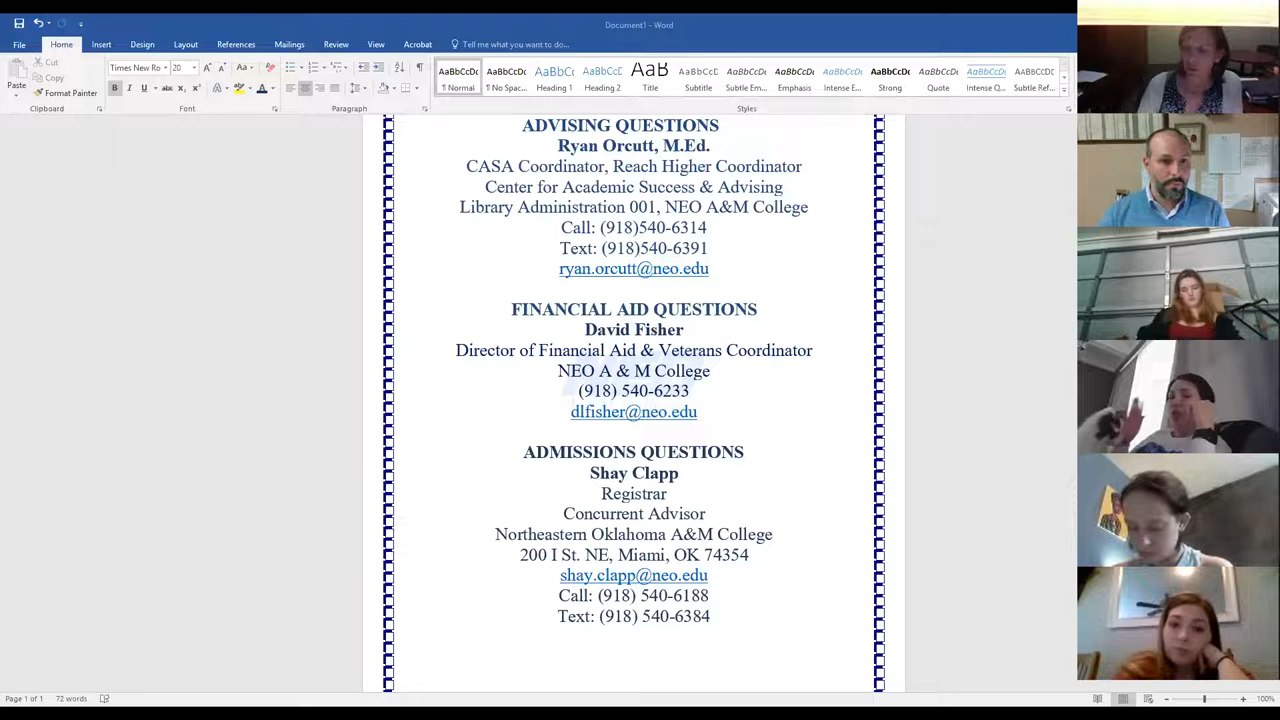 Document1 - Word
File
Home
Insert
Design
Layout
References
Mailings
Review
View
Acrobat
Tell me what you want to do...
Paste
Cut
Copy
Format Painter
Clipboard
Times New Ro
20
Font
Paragraph
AaBbCcDc
¶ Normal
AaBbCcDc
¶ No Spac...
AaBbCc
Heading 1
AaBbCcD
Heading 2
AaB
Title
AaBbCcD
Subtitle
AaBbCcDc
Subtle Em...
AaBbCcDc
Emphasis
AaBbCcDc
Intense E...
AaBbCcDc
Strong
AaBbCcDc
Quote
AaBbCcDc
Intense Q...
AaBbCcDc
Subtle Ref...
Styles
ADVISING QUESTIONS
Ryan Orcutt, M.Ed.
CASA Coordinator, Reach Higher Coordinator
Center for Academic Success & Advising
Library Administration 001, NEO A&M College
Call: (918)540-6314
Text: (918)540-6391
ryan.orcutt@neo.edu
FINANCIAL AID QUESTIONS
David Fisher
Director of Financial Aid & Veterans Coordinator
NEO A & M College
(918) 540-6233
dlfisher@neo.edu
ADMISSIONS QUESTIONS
Shay Clapp
Registrar
Concurrent Advisor
Northeastern Oklahoma A&M College
200 I St. NE, Miami, OK 74354
shay.clapp@neo.edu
Call: (918) 540-6188
Text: (918) 540-6384
Page 1 of 1
72 words
100%